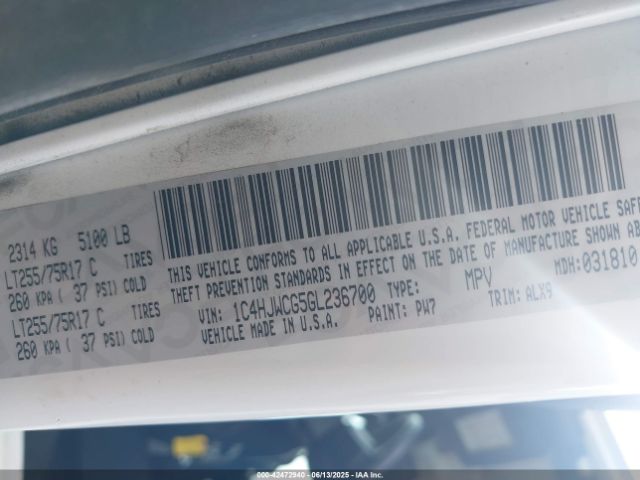 2314 KG 5100 LB
LT255/75R17 C TIRES
260 KPA ( 37 PSI) COLD
LT255/75R17 C TIRES
260 KPA ( 37 PSI) COLD
THIS VEHICLE CONFORMS TO ALL APPLICABLE U.S.A. FEDERAL MOTOR VEHICLE SAFE
THEFT PREVENTION STANDARDS IN EFFECT ON THE DATE OF MANUFACTURE SHOWN AB
VIN: 1C4HJWCG5GL236700 TYPE: MPV MDH:031810
VEHICLE MADE IN U.S.A. PAINT: PW7 TRIM: ALX9
000-42472940 - 06/13/2025 - IAA Inc.